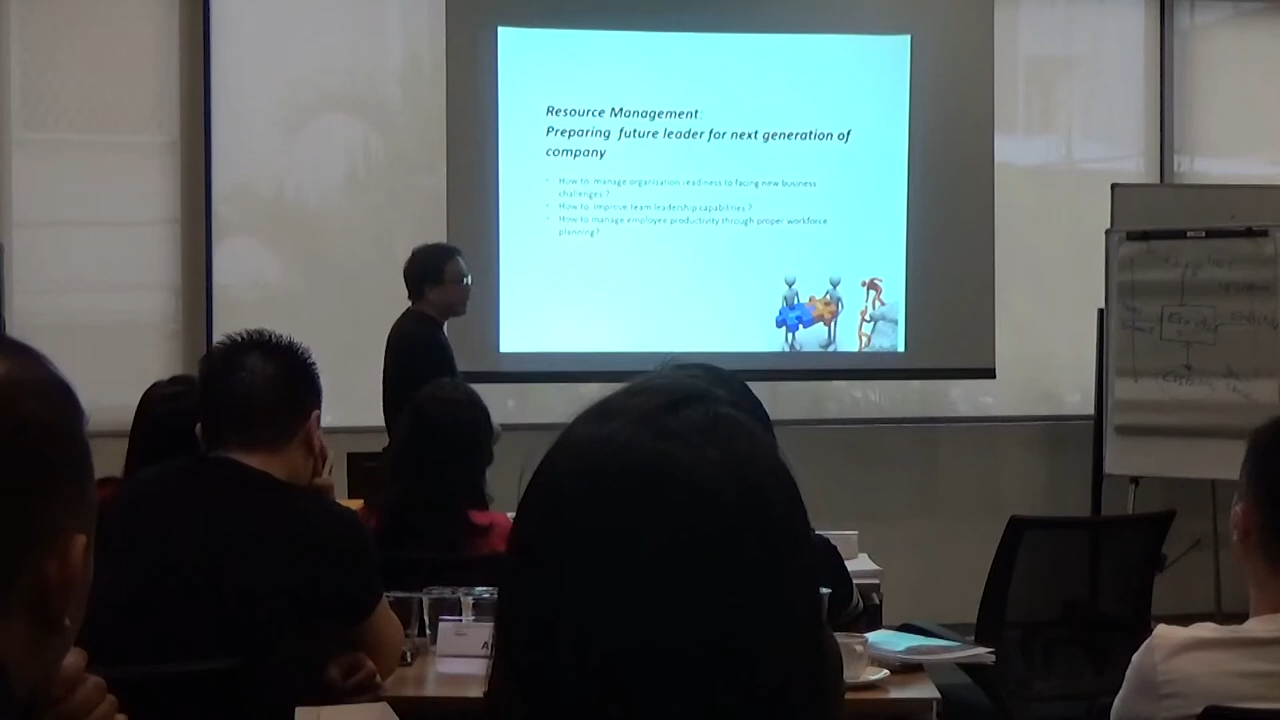 Resource Management:
Preparing future leader for next generation of
company
How to manage organization readiness to facing new business
challenges ?
How to improve team leadership capabilities ?
How to manage employee productivity through proper workforce
planning?
A